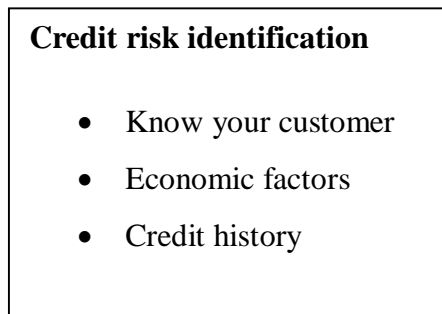 Credit risk identification
• Know your customer
• Economic factors
• Credit history